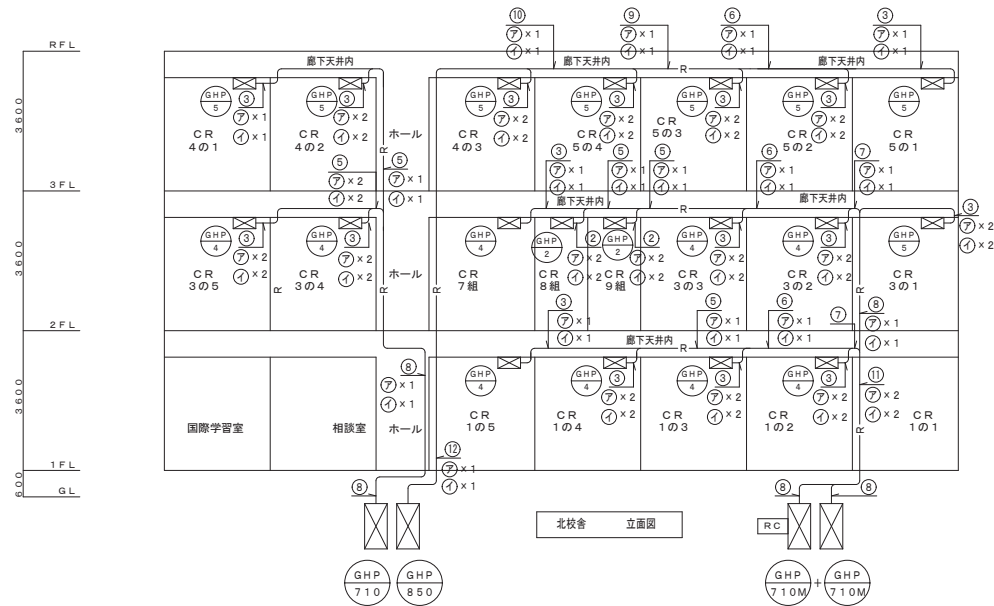 ⑩ ⑨ ⑥ ③
㋐×1 ㋐×1 ㋐×1 ㋐×1
㋑×1 ㋑×1 ㋑×1 ㋑×1
RFL
廊下天井内 廊下天井内 廊下天井内
R
GHP 5 GHP 5 GHP 5 GHP 5 GHP 5 GHP 5 GHP 5
③ ③ ③ ③ ③ ③
㋐×1 ㋐×2 ㋐×2 ㋐×2 ㋐×2 ㋐×2
㋑×1 ㋑×2 ㋑×2 ㋑×2 ㋑×2 ㋑×2
3600
CR 4の1
CR 4の2
ホール
CR 4の3
CR 5の4
CR 5の3
CR 5の2
CR 5の1
R
R
⑤ ⑤ ③ ⑤ ⑤ ⑥ ⑦
㋐×2 ㋐×1 ㋐×1 ㋐×1 ㋐×1 ㋐×1 ㋐×1
㋑×2 ㋑×1 ㋑×1 ㋑×1 ㋑×1 ㋑×1 ㋑×1
3FL
廊下天井内 廊下天井内
R
GHP 4 GHP 4 GHP 4 GHP 2 GHP 2 GHP 4 GHP 4 GHP 5
③ ③ ② ② ③ ③ ③
㋐×2 ㋐×2 ㋐×2 ㋐×2 ㋐×2 ㋐×2 ㋐×2
㋑×2 ㋑×2 ㋑×2 ㋑×2 ㋑×2 ㋑×2 ㋑×2
3600
CR 3の5
CR 3の4
ホール
CR 7組
CR 8組
CR 9組
CR 3の3
CR 3の2
CR 3の1
R
R
R
③ ⑤ ⑥ ⑦ ⑧
㋐×1 ㋐×1 ㋐×1 ㋐×1
㋑×1 ㋑×1 ㋑×1 ㋑×1
2FL
廊下天井内
R
GHP 4 GHP 4 GHP 4 GHP 4
③ ③ ③
㋐×2 ㋐×2 ㋐×2
㋑×2 ㋑×2 ㋑×2
⑧
㋐×1
㋑×1
⑪
㋐×2
㋑×2
3600
国際学習室
相談室
ホール
CR 1の5
CR 1の4
CR 1の3
CR 1の2
CR 1の1
R
⑫
㋐×1
㋑×1
1FL
600
GL
⑧ ⑧ ⑧
北校舎 立面図
RC
GHP 710
GHP 850
GHP 710M
+
GHP 710M